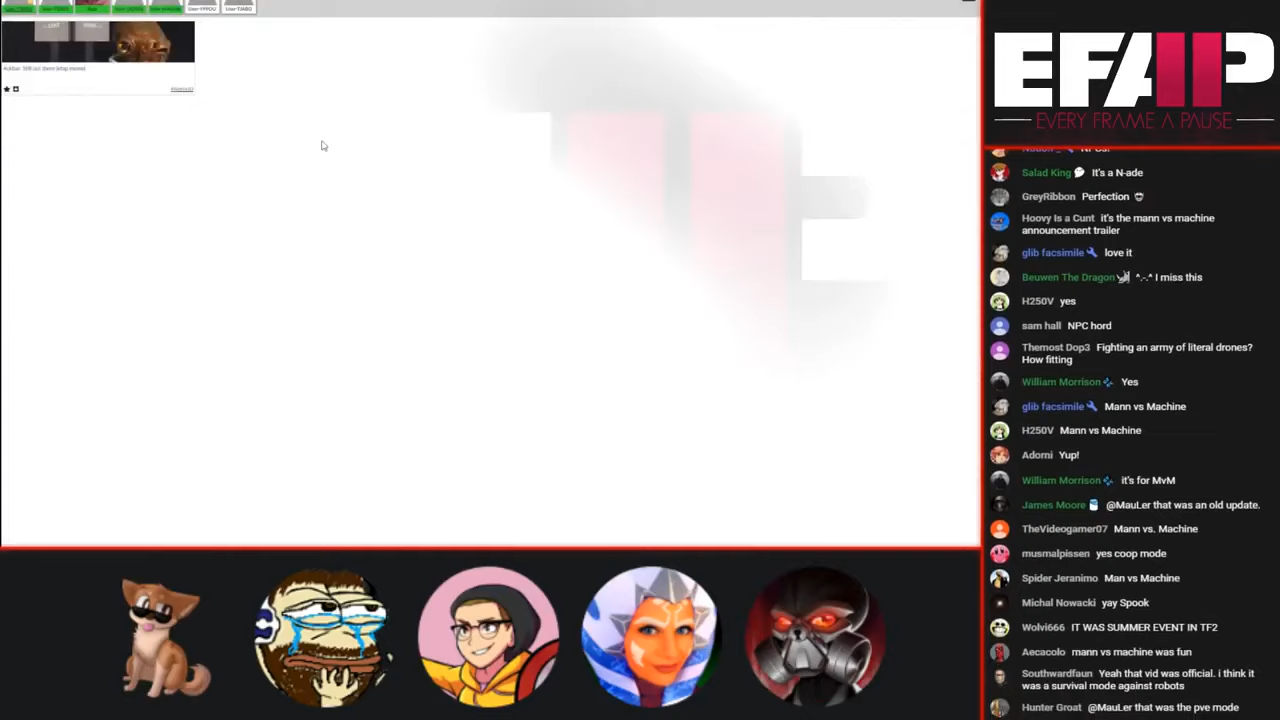 EFAP
EVERY FRAME A PAUSE
NPCs!
Salad King It's a N-ade
GreyRibbon Perfection
Hoovy Is a Cunt it's the mann vs machine
announcement trailer
glib facsimile love it
Beuwen The Dragon ^.-.^ I miss this
H250V yes
sam hall NPC hord
Themost Dop3 Fighting an army of literal drones?
How fitting
William Morrison Yes
glib facsimile Mann vs Machine
H250V Mann vs Machine
Adorni Yup!
William Morrison it's for MvM
James Moore @MauLer that was an old update.
TheVideogamer07 Mann vs. Machine
musmalpissen yes coop mode
Spider Jeranimo Man vs Machine
Michal Nowacki yay Spook
Wolvi666 IT WAS SUMMER EVENT IN TF2
Aecacolo mann vs machine was fun
Southwardfaun Yeah that vid was official. i think it
was a survival mode against robots
Hunter Groat @MauLer that was the pve mode